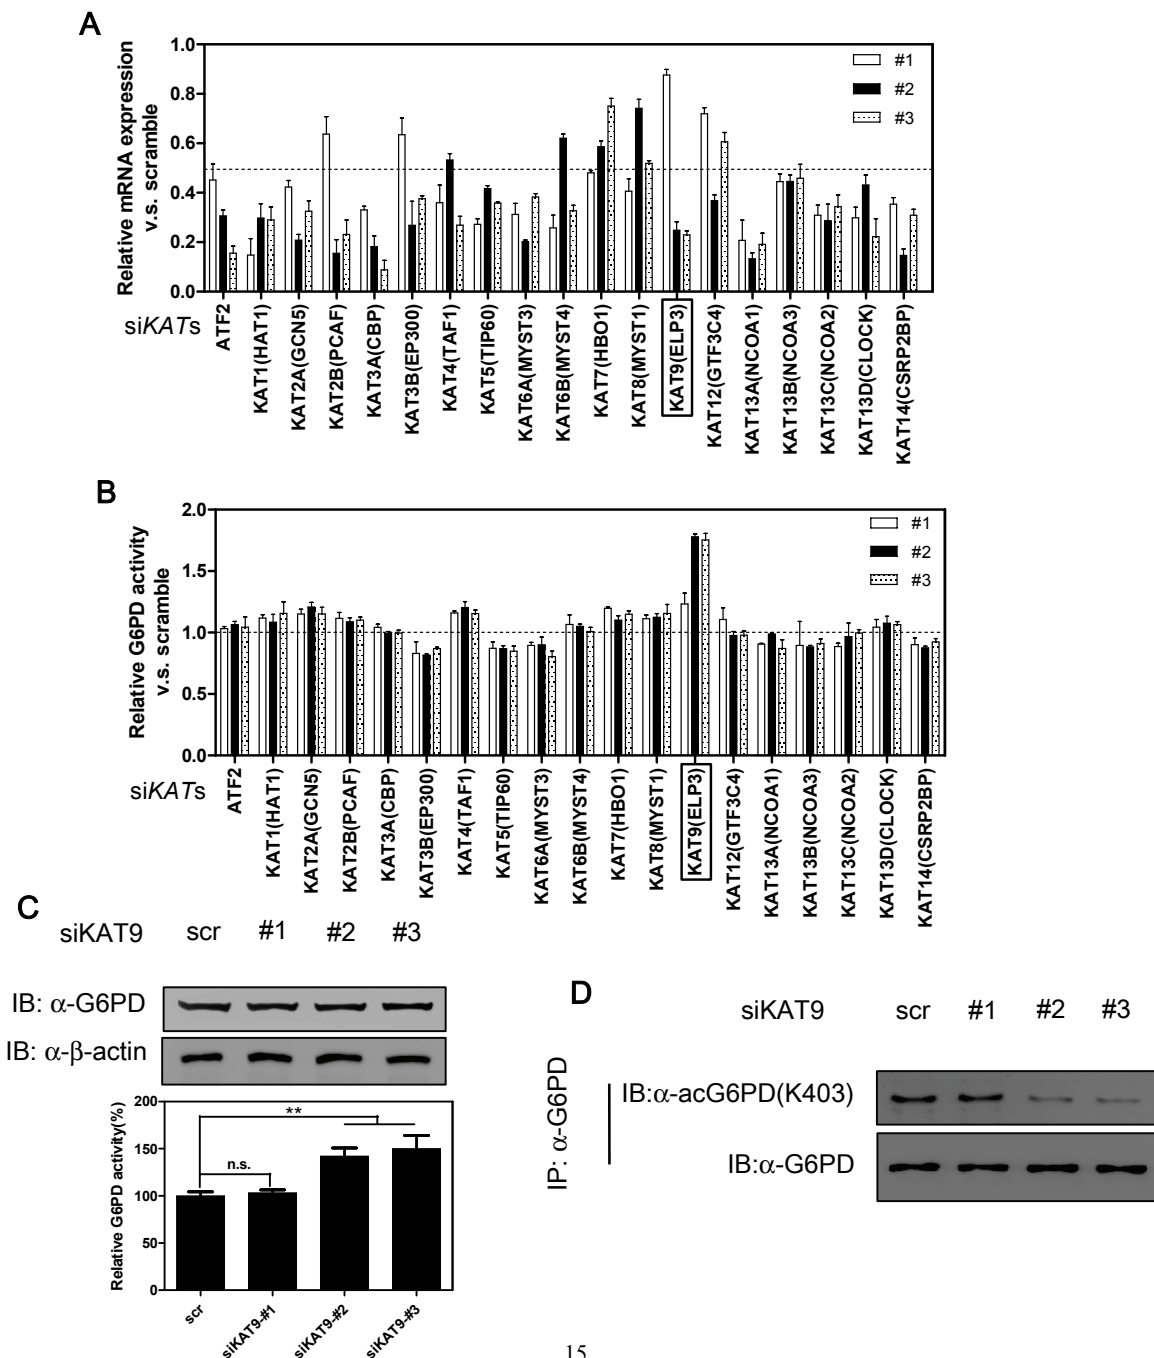 A
Relative mRNA expression
v.s. scramble
1.0
0.8
0.6
0.4
0.2
0.0
#1
#2
#3
siKATs
ATF2
KAT1(HAT1)
KAT2A(GCN5)
KAT2B(PCAF)
KAT3A(CBP)
KAT3B(EP300)
KAT4(TAF1)
KAT5(TIP60)
KAT6A(MYST3)
KAT6B(MYST4)
KAT7(HBO1)
KAT8(MYST1)
KAT9(ELP3)
KAT12(GTF3C4)
KAT13A(NCOA1)
KAT13B(NCOA3)
KAT13C(NCOA2)
KAT13D(CLOCK)
KAT14(CSRP2BP)
B
Relative G6PD activity
v.s. scramble
2.0
1.5
1.0
0.5
0.0
#1
#2
#3
siKATs
ATF2
KAT1(HAT1)
KAT2A(GCN5)
KAT2B(PCAF)
KAT3A(CBP)
KAT3B(EP300)
KAT4(TAF1)
KAT5(TIP60)
KAT6A(MYST3)
KAT6B(MYST4)
KAT7(HBO1)
KAT8(MYST1)
KAT9(ELP3)
KAT12(GTF3C4)
KAT13A(NCOA1)
KAT13B(NCOA3)
KAT13C(NCOA2)
KAT13D(CLOCK)
KAT14(CSRP2BP)
C
siKAT9 scr #1 #2 #3
IB: α-G6PD
IB: α-β-actin
Relative G6PD activity(%)
200
150
100
50
0
**
n.s.
scr
siKAT9-#1
siKAT9-#2
siKAT9-#3
D
siKAT9 scr #1 #2 #3
IP: α-G6PD
IB:α-acG6PD(K403)
IB:α-G6PD
15